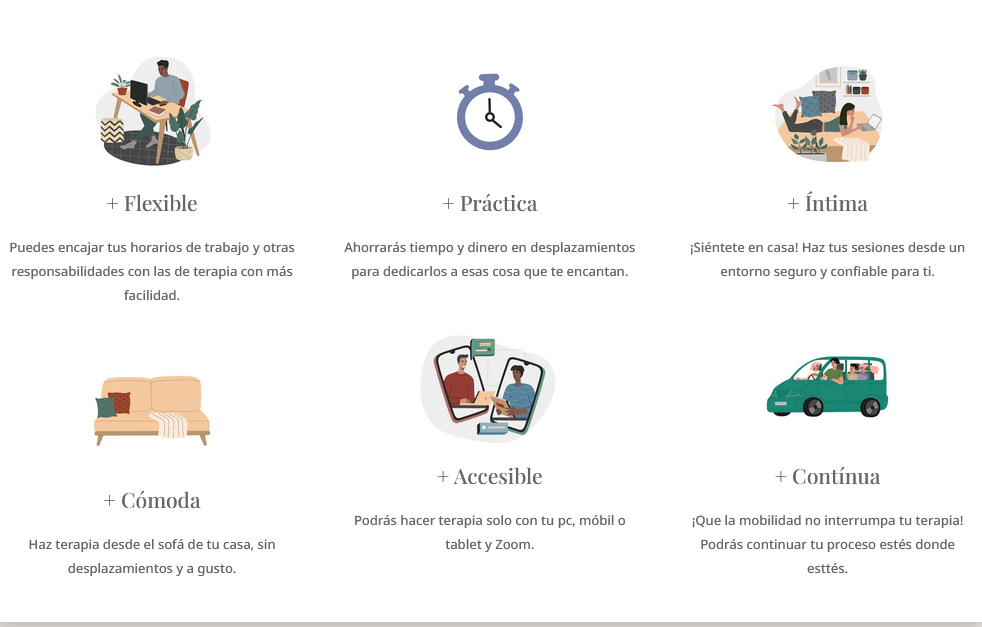 + Flexible
Puedes encajar tus horarios de trabajo y otras
responsabilidades con las de terapia con más
facilidad.
+ Práctica
Ahorrarás tiempo y dinero en desplazamientos
para dedicarlos a esas cosa que te encantan.
+ Íntima
¡Siéntete en casa! Haz tus sesiones desde un
entorno seguro y confiable para ti.
+ Cómoda
Haz terapia desde el sofá de tu casa, sin
desplazamientos y a gusto.
+ Accesible
Podrás hacer terapia solo con tu pc, móbil o
tablet y Zoom.
+ Contínua
¡Que la mobilidad no interrumpa tu terapia!
Podrás continuar tu proceso estés donde
esttés.